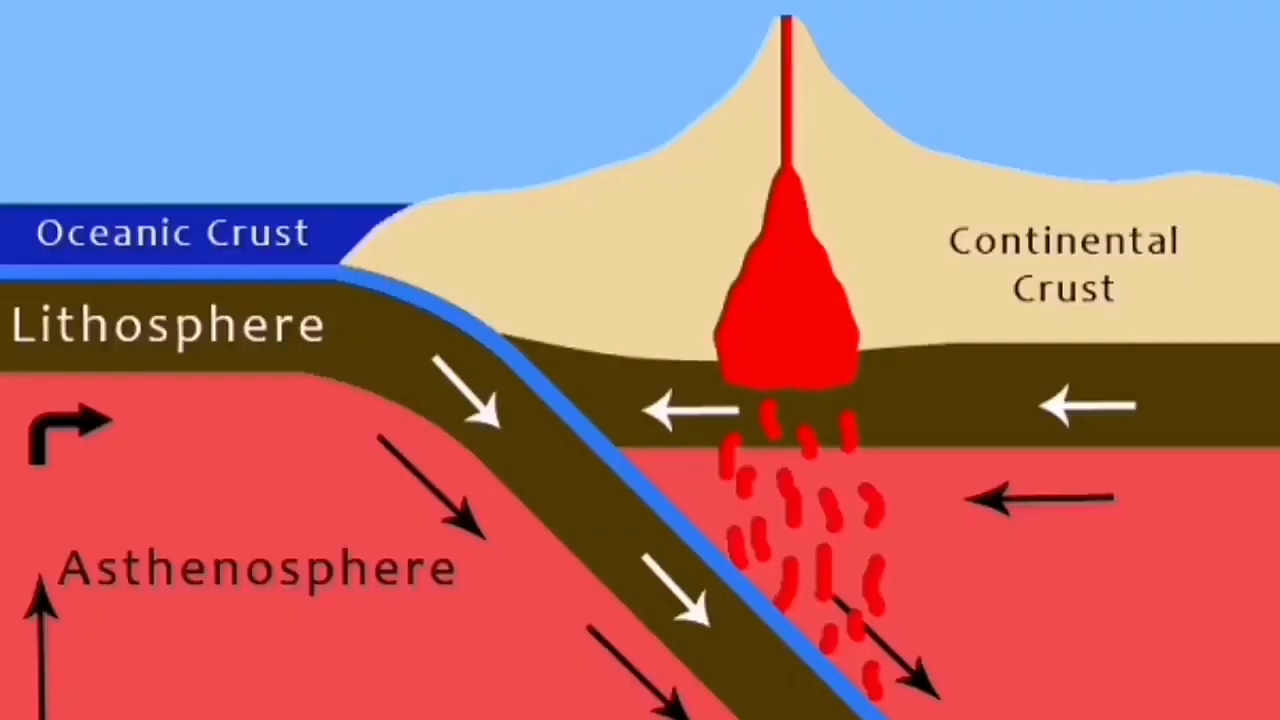 Oceanic Crust
Continental
Crust
Lithosphere
Asthenosphere